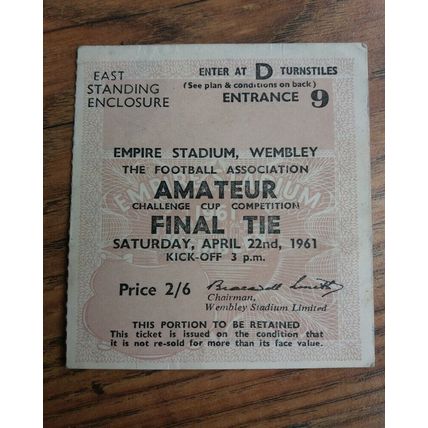 EAST
STANDING
ENCLOSURE
ENTER AT D TURNSTILES
(See plan & conditions on back)
ENTRANCE 9
EMPIRE STADIUM, WEMBLEY
THE FOOTBALL ASSOCIATION
AMATEUR
CHALLENGE CUP COMPETITION
FINAL TIE
SATURDAY, APRIL 22nd, 1961
KICK-OFF 3 p.m.
Price 2/6
Bracewell Smith
Chairman,
Wembley Stadium Limited
THIS PORTION TO BE RETAINED
This ticket is issued on the condition that
it is not re-sold for more than its face value.